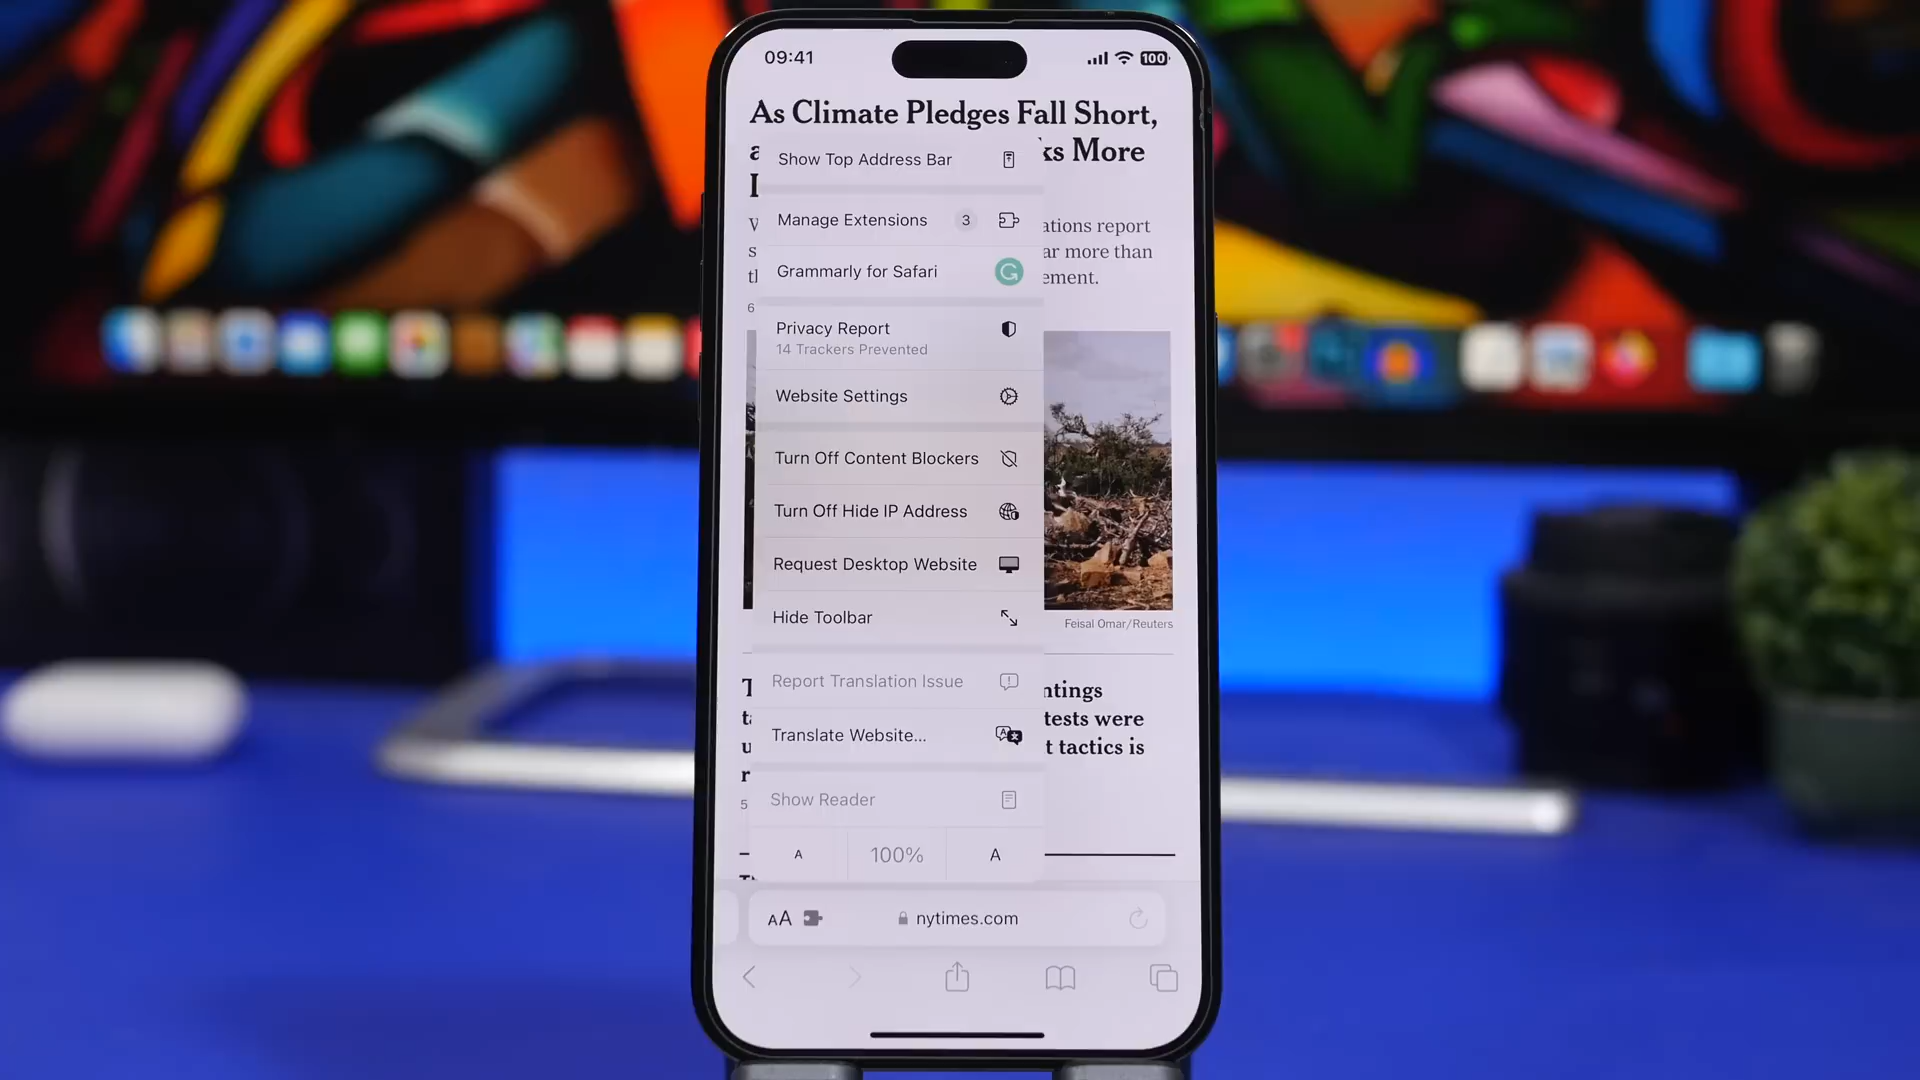 09:41
100
As Climate Pledges Fall Short,
ks More
Show Top Address Bar
Manage Extensions 3
ations report
ar more than
Grammarly for Safari G
ement.
6
Privacy Report
14 Trackers Prevented
Website Settings
Turn Off Content Blockers
Turn Off Hide IP Address
Request Desktop Website
Hide Toolbar
Feisal Omar/Reuters
Report Translation Issue
ntings
tests were
Translate Website...
t tactics is
Show Reader
5
A 100% A
AA nytimes.com